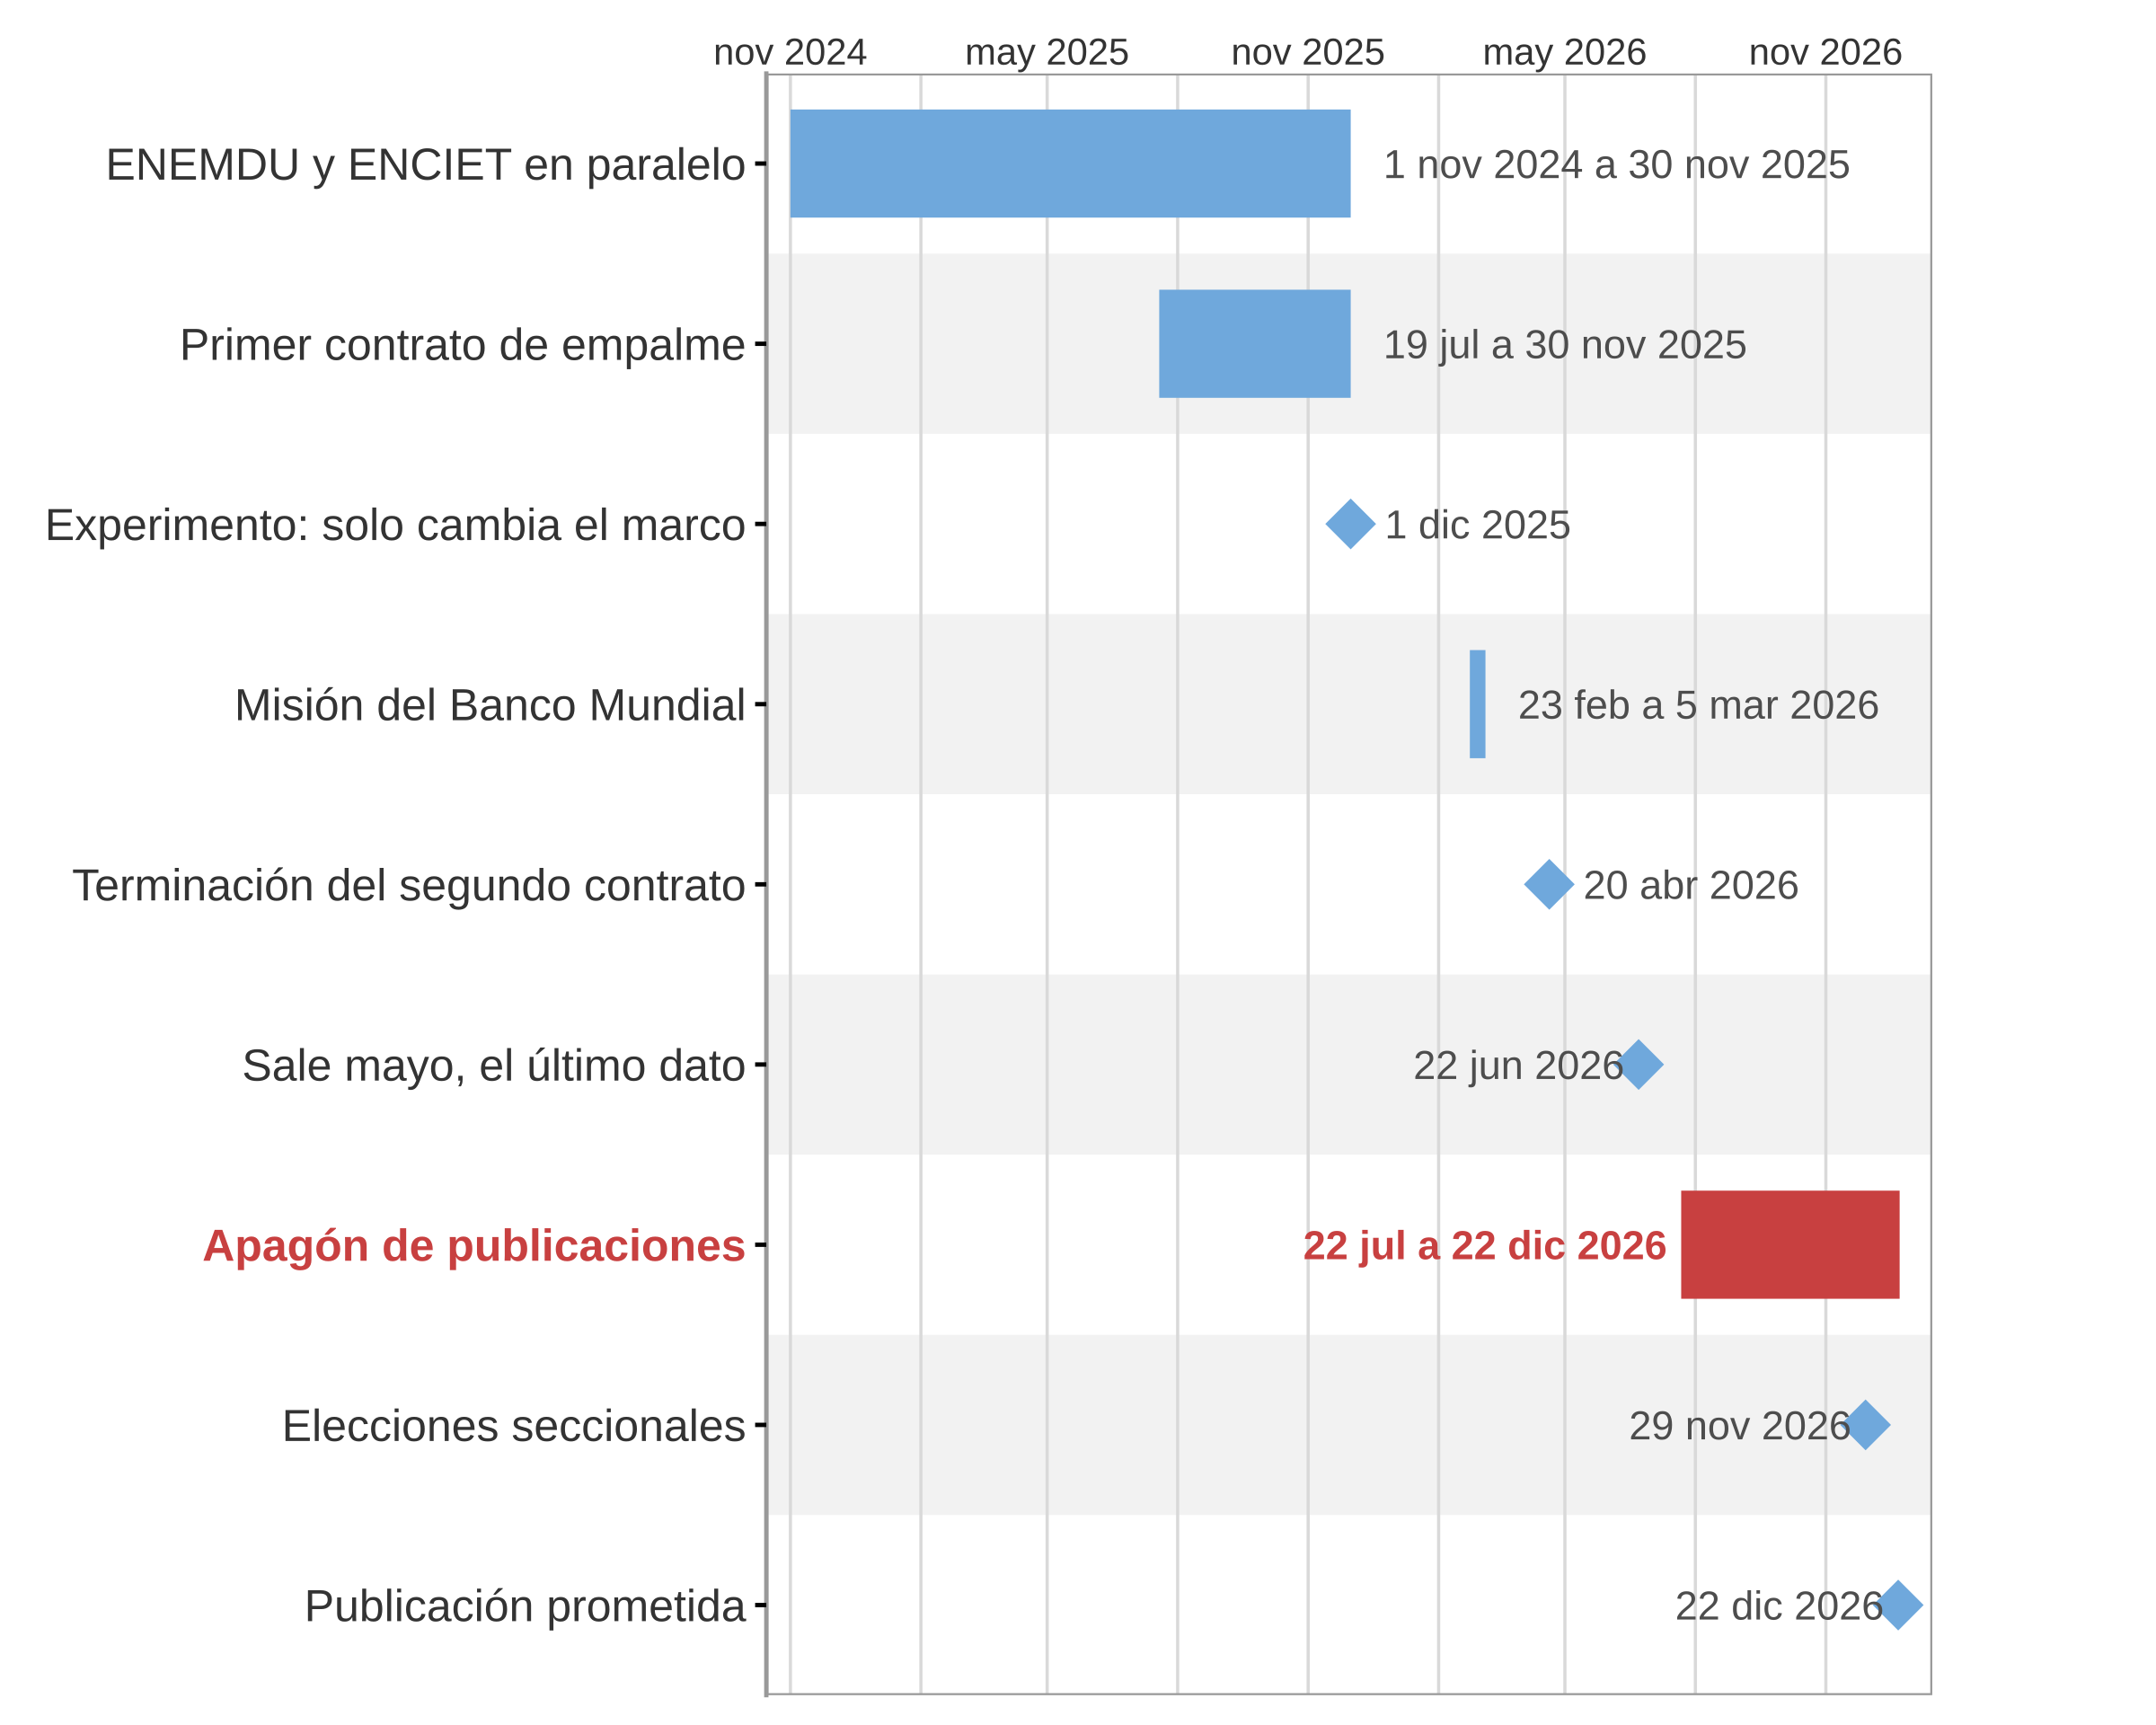 nov 2024 may 2025 nov 2025 may 2026 nov 2026
ENEMDU y ENCIET en paralelo 1 nov 2024 a 30 nov 2025
Primer contrato de empalme 19 jul a 30 nov 2025
Experimento: solo cambia el marco 1 dic 2025
Misión del Banco Mundial 23 feb a 5 mar 2026
Terminación del segundo contrato 20 abr 2026
Sale mayo, el último dato 22 jun 2026
Apagón de publicaciones 22 jul a 22 dic 2026
Elecciones seccionales 29 nov 2026
Publicación prometida 22 dic 2026